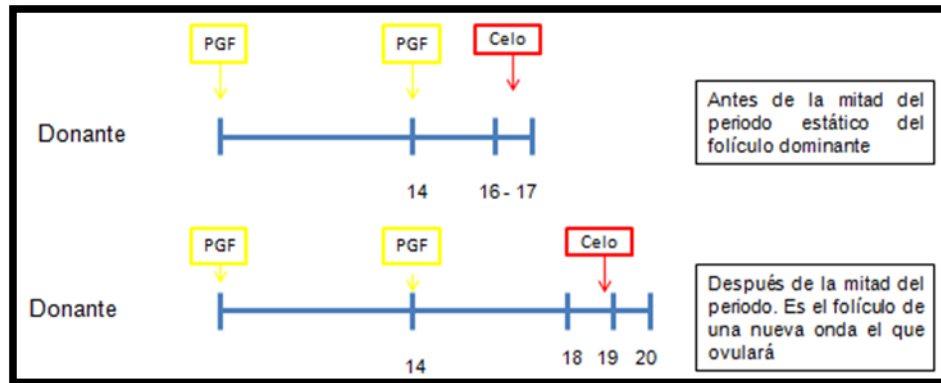 PGF PGF Celo
Donante
14 16 - 17
Antes de la mitad del
periodo estático del
folículo dominante
PGF PGF Celo
Donante
14 18 19 20
Después de la mitad del
periodo. Es el folículo de
una nueva onda el que
ovulará